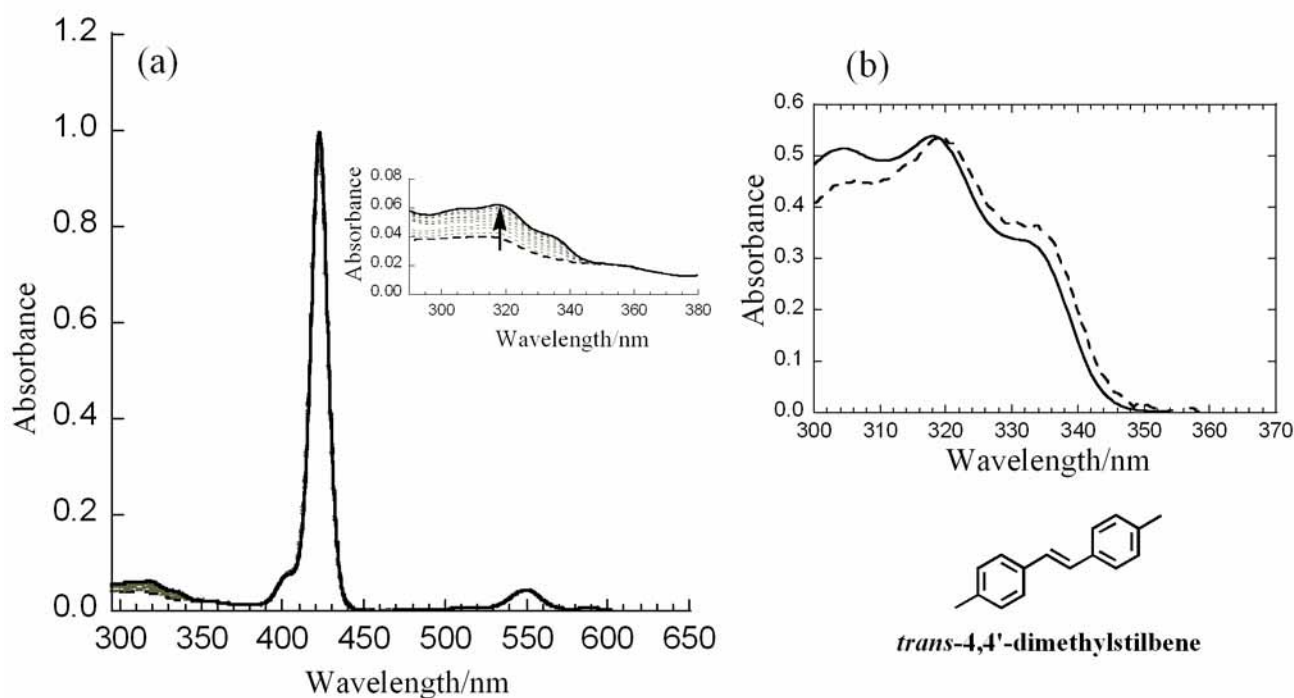 (a)
1.2
1.0
0.8
0.6
0.4
0.2
0.0
Absorbance
300 350 400 450 500 550 600 650
Wavelength/nm
0.08
0.06
0.04
0.02
0.00
Absorbance
300 320 340 360 380
Wavelength/nm
(b)
0.6
0.5
0.4
0.3
0.2
0.1
0.0
Absorbance
300 310 320 330 340 350 360 370
Wavelength/nm
trans-4,4'-dimethylstilbene